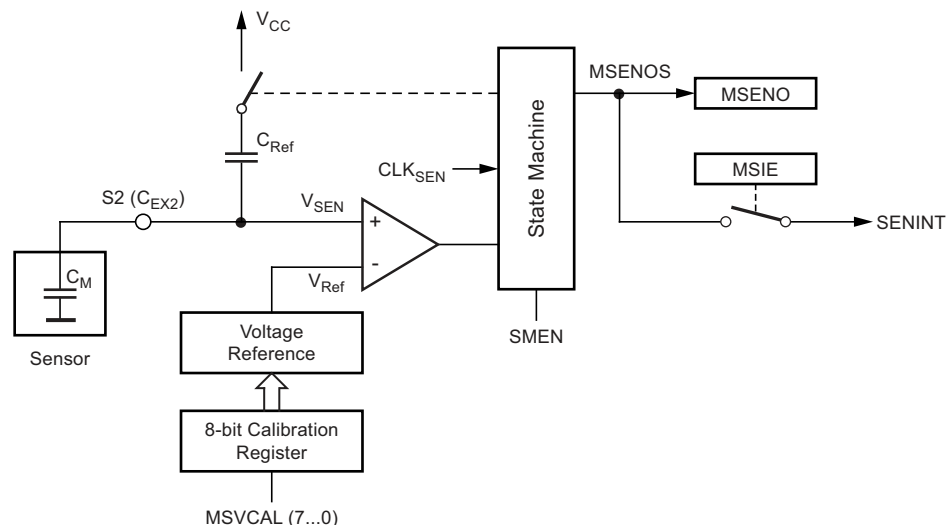 VCC
MSENOS
MSENO
State Machine
CRef
CLKSEN
MSIE
S2 (CEX2)
VSEN
+
SENINT
-
CM
VRef
SMEN
Sensor
Voltage
Reference
8-bit Calibration
Register
MSVCAL (7...0)